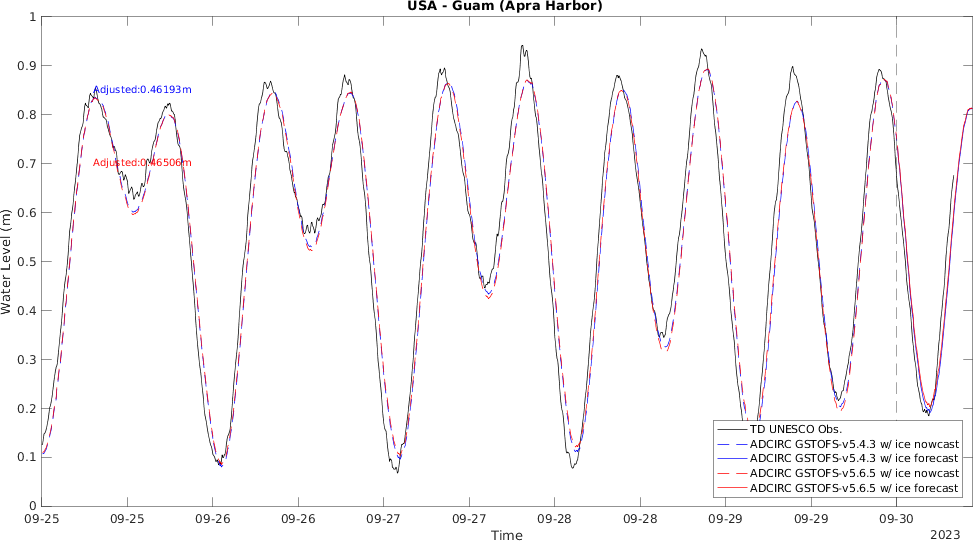 USA - Guam (Apra Harbor)
1
0.9
0.8
0.7
0.6
0.5
0.4
0.3
0.2
0.1
0
Water Level (m)
Adjusted:0.46193m
Adjusted:0.46506m
TD UNESCO Obs.
ADCIRC GSTOFS-v5.4.3 w/ ice nowcast
ADCIRC GSTOFS-v5.4.3 w/ ice forecast
ADCIRC GSTOFS-v5.6.5 w/ ice nowcast
ADCIRC GSTOFS-v5.6.5 w/ ice forecast
09-25 09-25 09-26 09-26 09-27 09-27 09-28 09-28 09-29 09-29 09-30
Time
2023